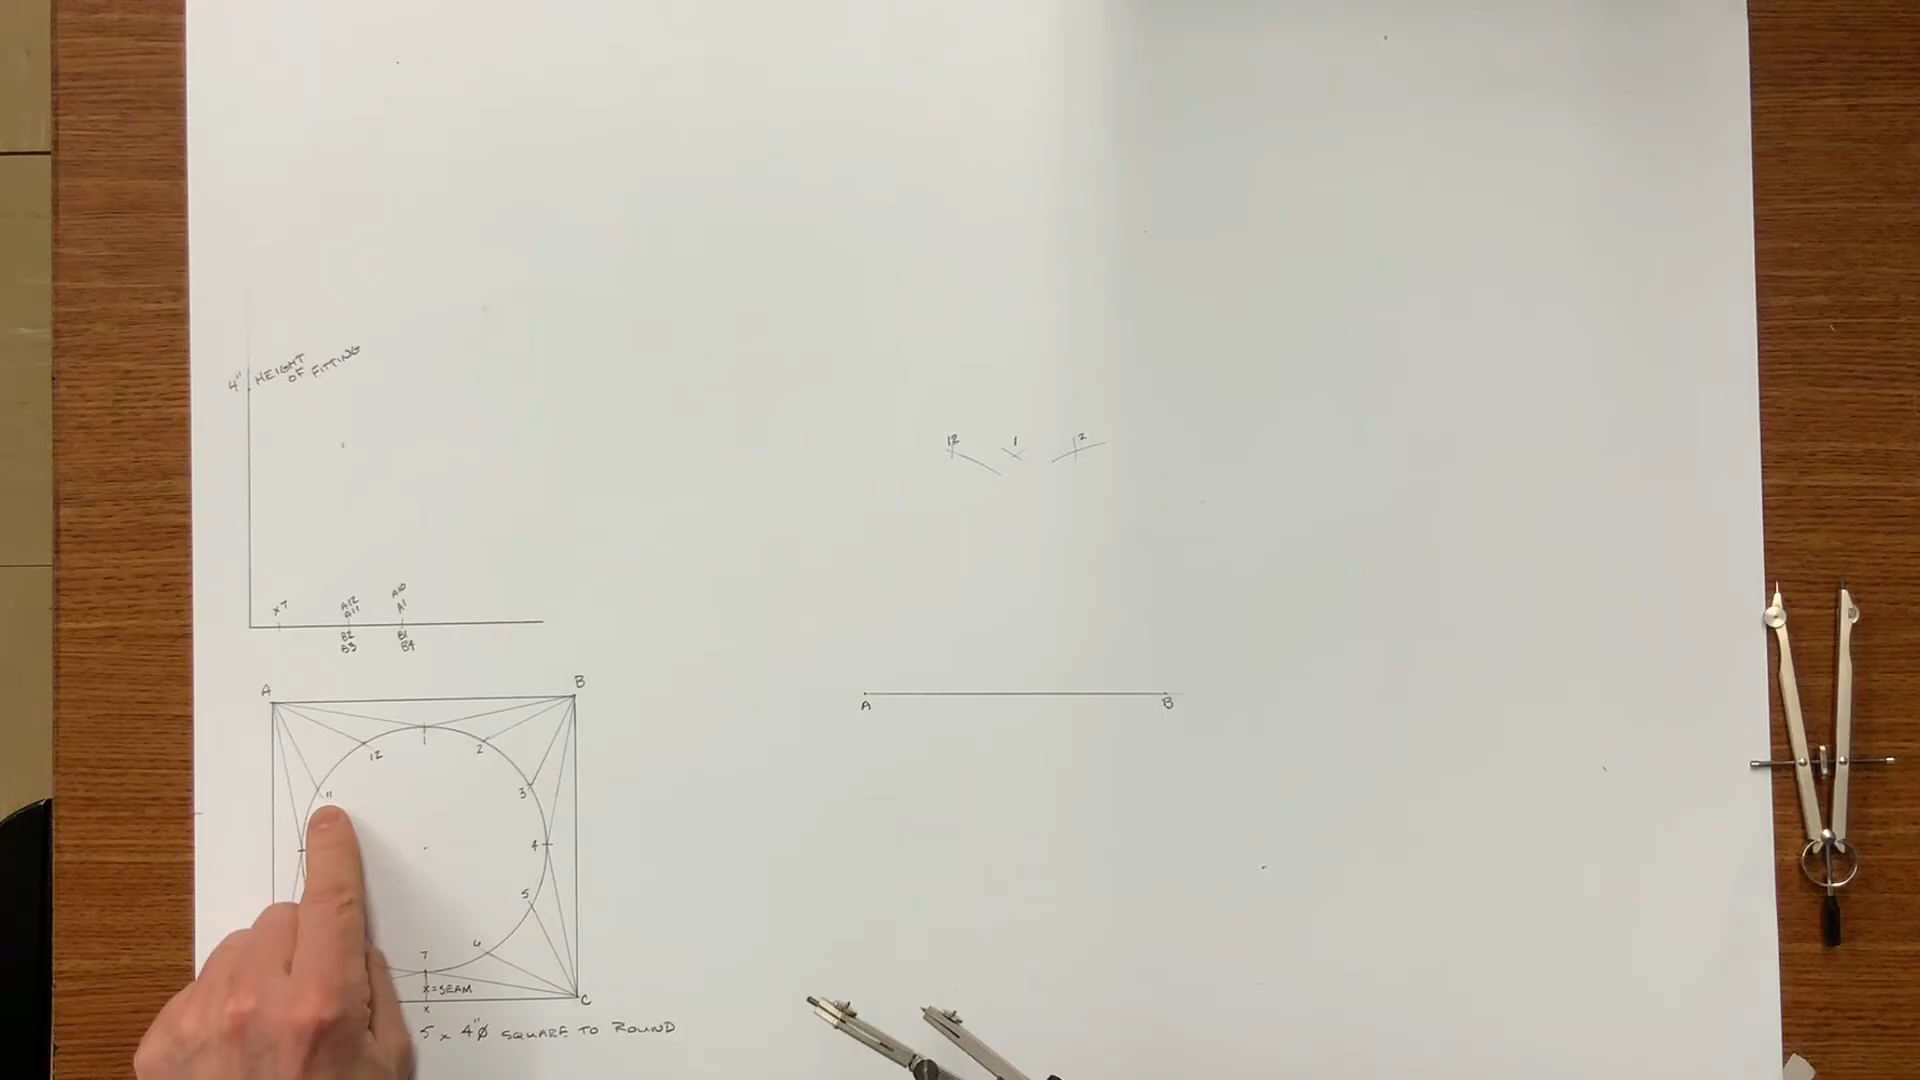 4" HEIGHT
OF FITTING
12 1 2
A12 A10
X7 A11 A1
B2 B1
B3 B4
A B
A B
1
12 2
11 3
4
5
6
7
X=SEAM
X C
5 x 4"Ø SQUARE TO ROUND